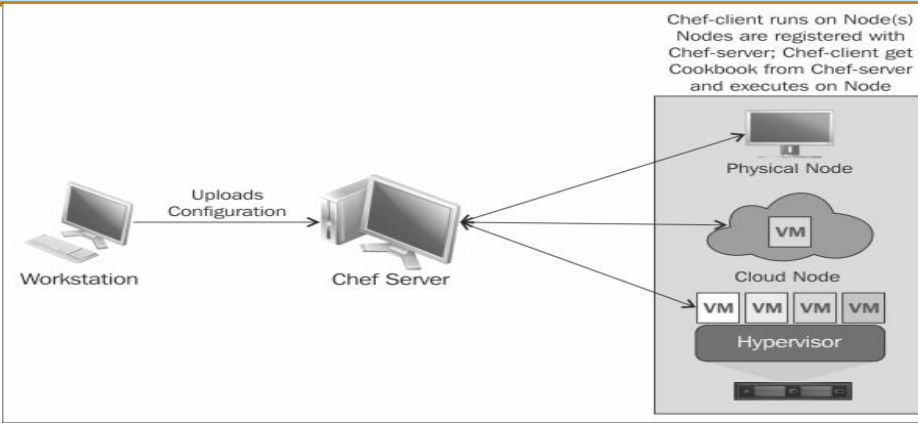 Chef-client runs on Node(s)
Nodes are registered with
Chef-server; Chef-client get
Cookbook from Chef-server
and executes on Node
Physical Node
Uploads
Configuration
VM
Workstation
Chef Server
Cloud Node
VM VM VM VM
Hypervisor